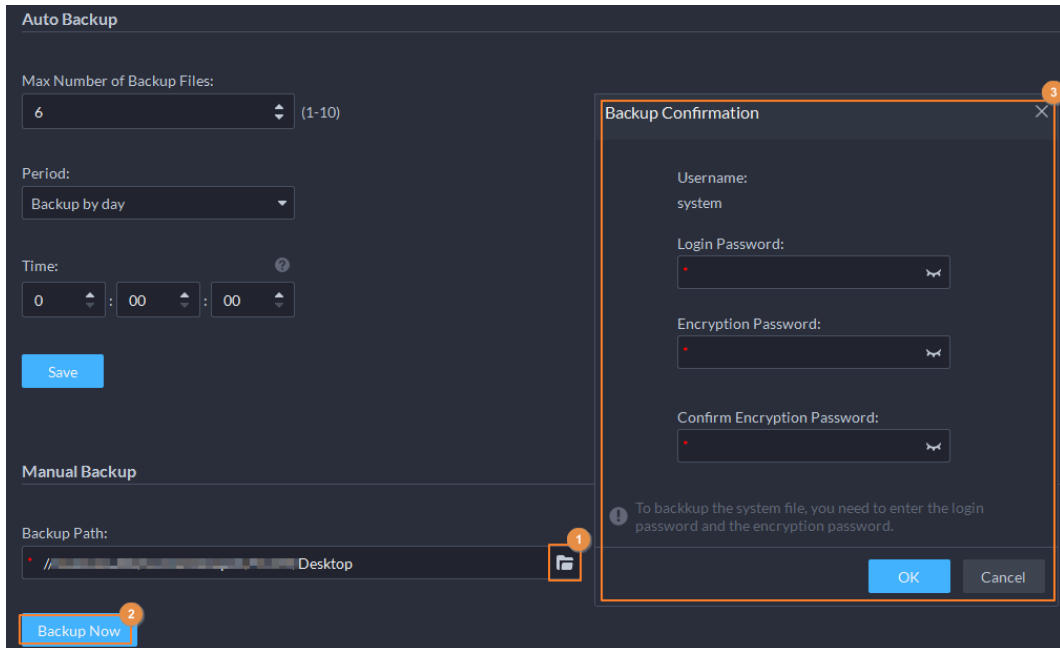 Auto Backup
Max Number of Backup Files:
6 (1-10)
Period:
Backup by day
Time:
0 : 00 : 00
Save
Manual Backup
Backup Path:
* // Desktop
1
2
Backup Now
3
Backup Confirmation
Username:
system
Login Password:
*
Encryption Password:
*
Confirm Encryption Password:
*
To backkup the system file, you need to enter the login
password and the encryption password.
OK Cancel